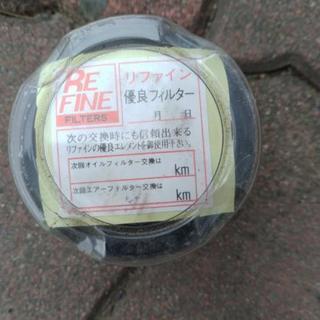 RE
FINE
FILTERS
リファイン
優良フィルター
月 日
次の交換時にも信頼出来る
リファインの優良エレメントを御使用下さい。
次回オイルフィルター交換は
km
次回エアーフィルター交換は
km